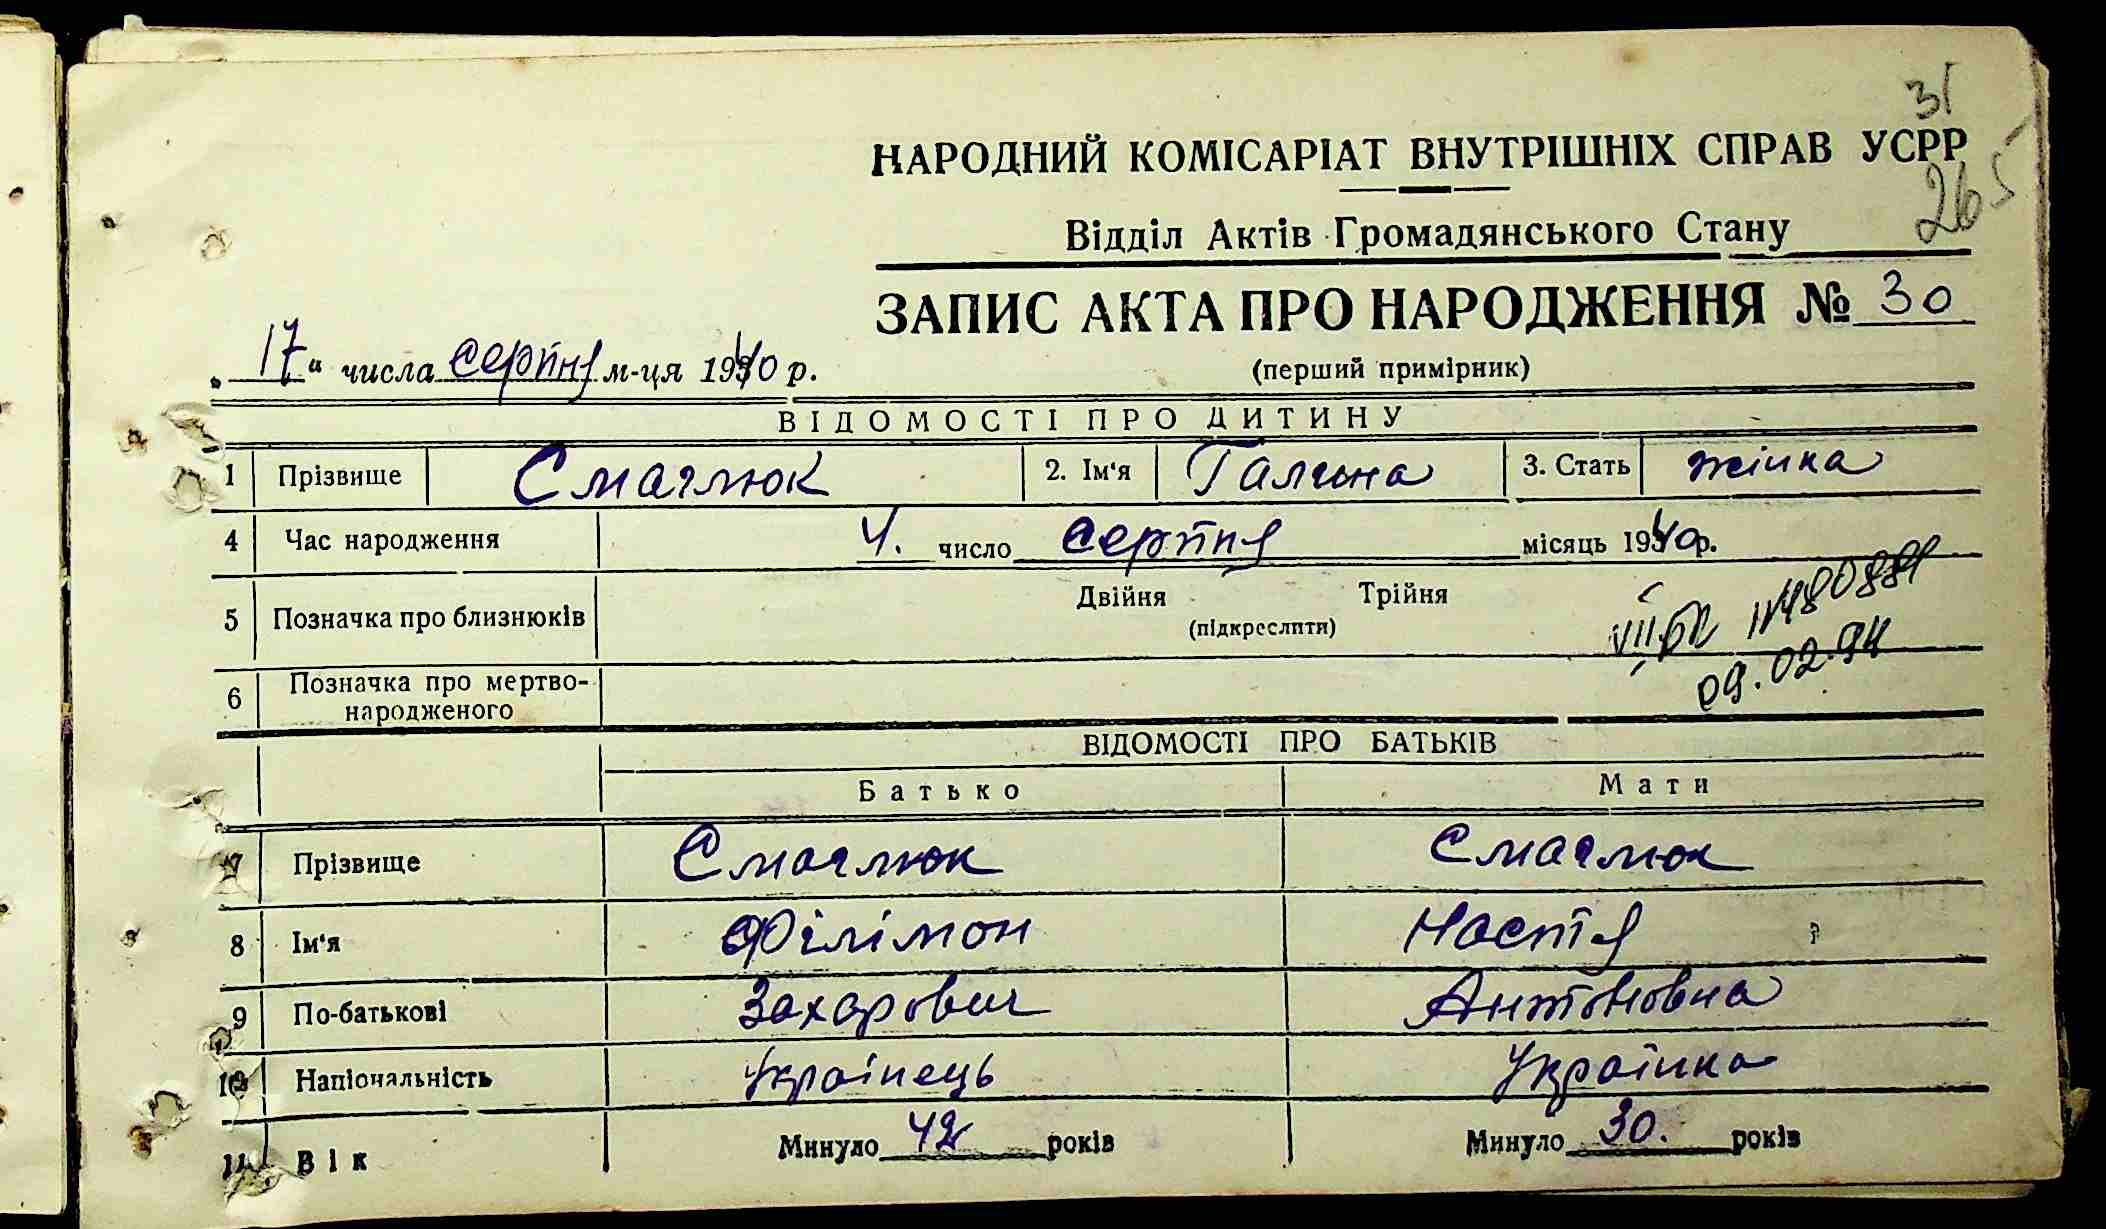 31
НАРОДНИЙ КОМІСАРІАТ ВНУТРІШНІХ СПРАВ УСРР
265
Відділ Актів Громадянського Стану
ЗАПИС АКТА ПРО НАРОДЖЕННЯ № 30
„17“ числа серпня м-ця 1940 р.
(перший примірник)
ВІДОМОСТІ ПРО ДИТИНУ
1 Прізвище Смаглюк 2. Ім'я Галина 3. Стать жінка
4 Час народження 4. число серпня місяць 1940р.
5 Позначка про близнюків Двійня Трійня
(підкреслити)
09.02.94
6 Позначка про мертво-
народженого
ВІДОМОСТІ ПРО БАТЬКІВ
Батько Мати
7 Прізвище Смаглюк Смаглюк
8 Ім'я Філімон Настя
9 По-батькові Захарович Антоновна
10 Національність Українець Українка
11 Вік Минуло 42 років Минуло 30. років